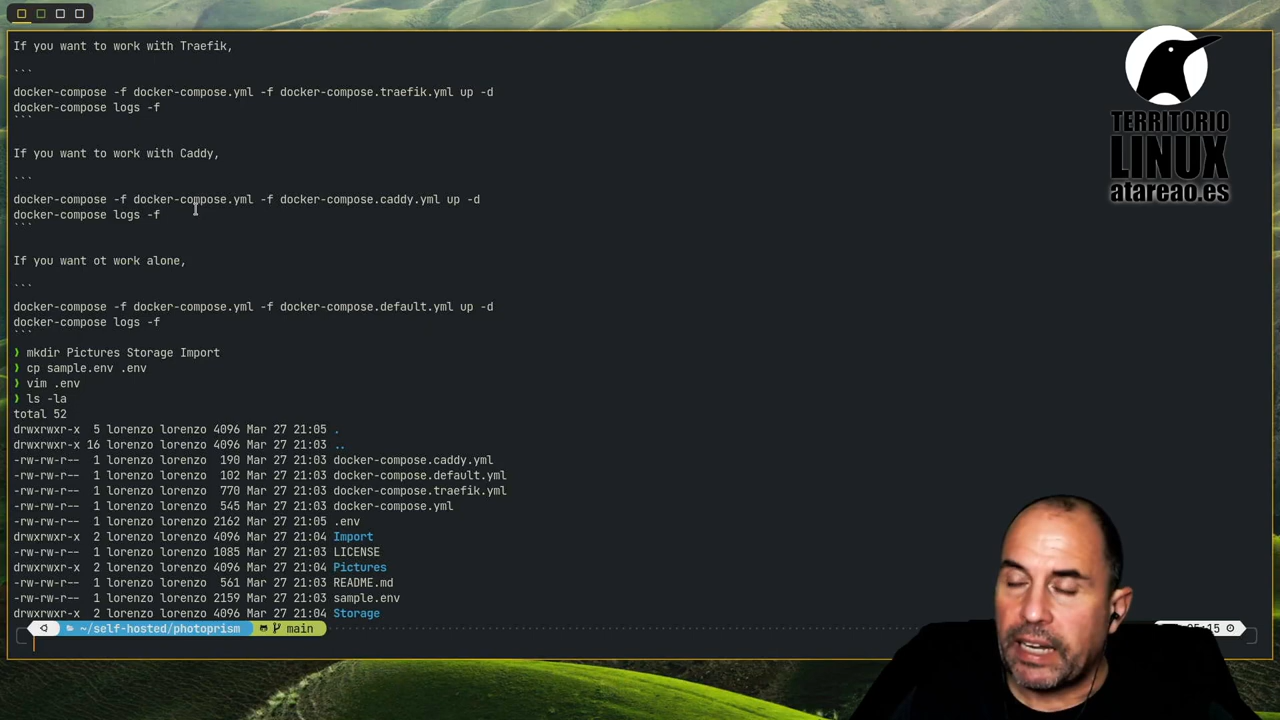 If you want to work with Traefik,
```
docker-compose -f docker-compose.yml -f docker-compose.traefik.yml up -d
docker-compose logs -f
```
If you want to work with Caddy,
```
docker-compose -f docker-compose.yml -f docker-compose.caddy.yml up -d
docker-compose logs -f
```
If you want ot work alone,
```
docker-compose -f docker-compose.yml -f docker-compose.default.yml up -d
docker-compose logs -f
```
❯ mkdir Pictures Storage Import
❯ cp sample.env .env
❯ vim .env
❯ ls -la
total 52
drwxrwxr-x  5 lorenzo lorenzo 4096 Mar 27 21:05 .
drwxrwxr-x 16 lorenzo lorenzo 4096 Mar 27 21:03 ..
-rw-rw-r--  1 lorenzo lorenzo  190 Mar 27 21:03 docker-compose.caddy.yml
-rw-rw-r--  1 lorenzo lorenzo  102 Mar 27 21:03 docker-compose.default.yml
-rw-rw-r--  1 lorenzo lorenzo  770 Mar 27 21:03 docker-compose.traefik.yml
-rw-rw-r--  1 lorenzo lorenzo  545 Mar 27 21:03 docker-compose.yml
-rw-rw-r--  1 lorenzo lorenzo 2162 Mar 27 21:05 .env
drwxrwxr-x  2 lorenzo lorenzo 4096 Mar 27 21:04 Import
-rw-rw-r--  1 lorenzo lorenzo 1085 Mar 27 21:03 LICENSE
drwxrwxr-x  2 lorenzo lorenzo 4096 Mar 27 21:04 Pictures
-rw-rw-r--  1 lorenzo lorenzo  561 Mar 27 21:03 README.md
-rw-rw-r--  1 lorenzo lorenzo 2159 Mar 27 21:03 sample.env
drwxrwxr-x  2 lorenzo lorenzo 4096 Mar 27 21:04 Storage
~/self-hosted/photoprism main
TERRITORIO
LINUX
atareao.es